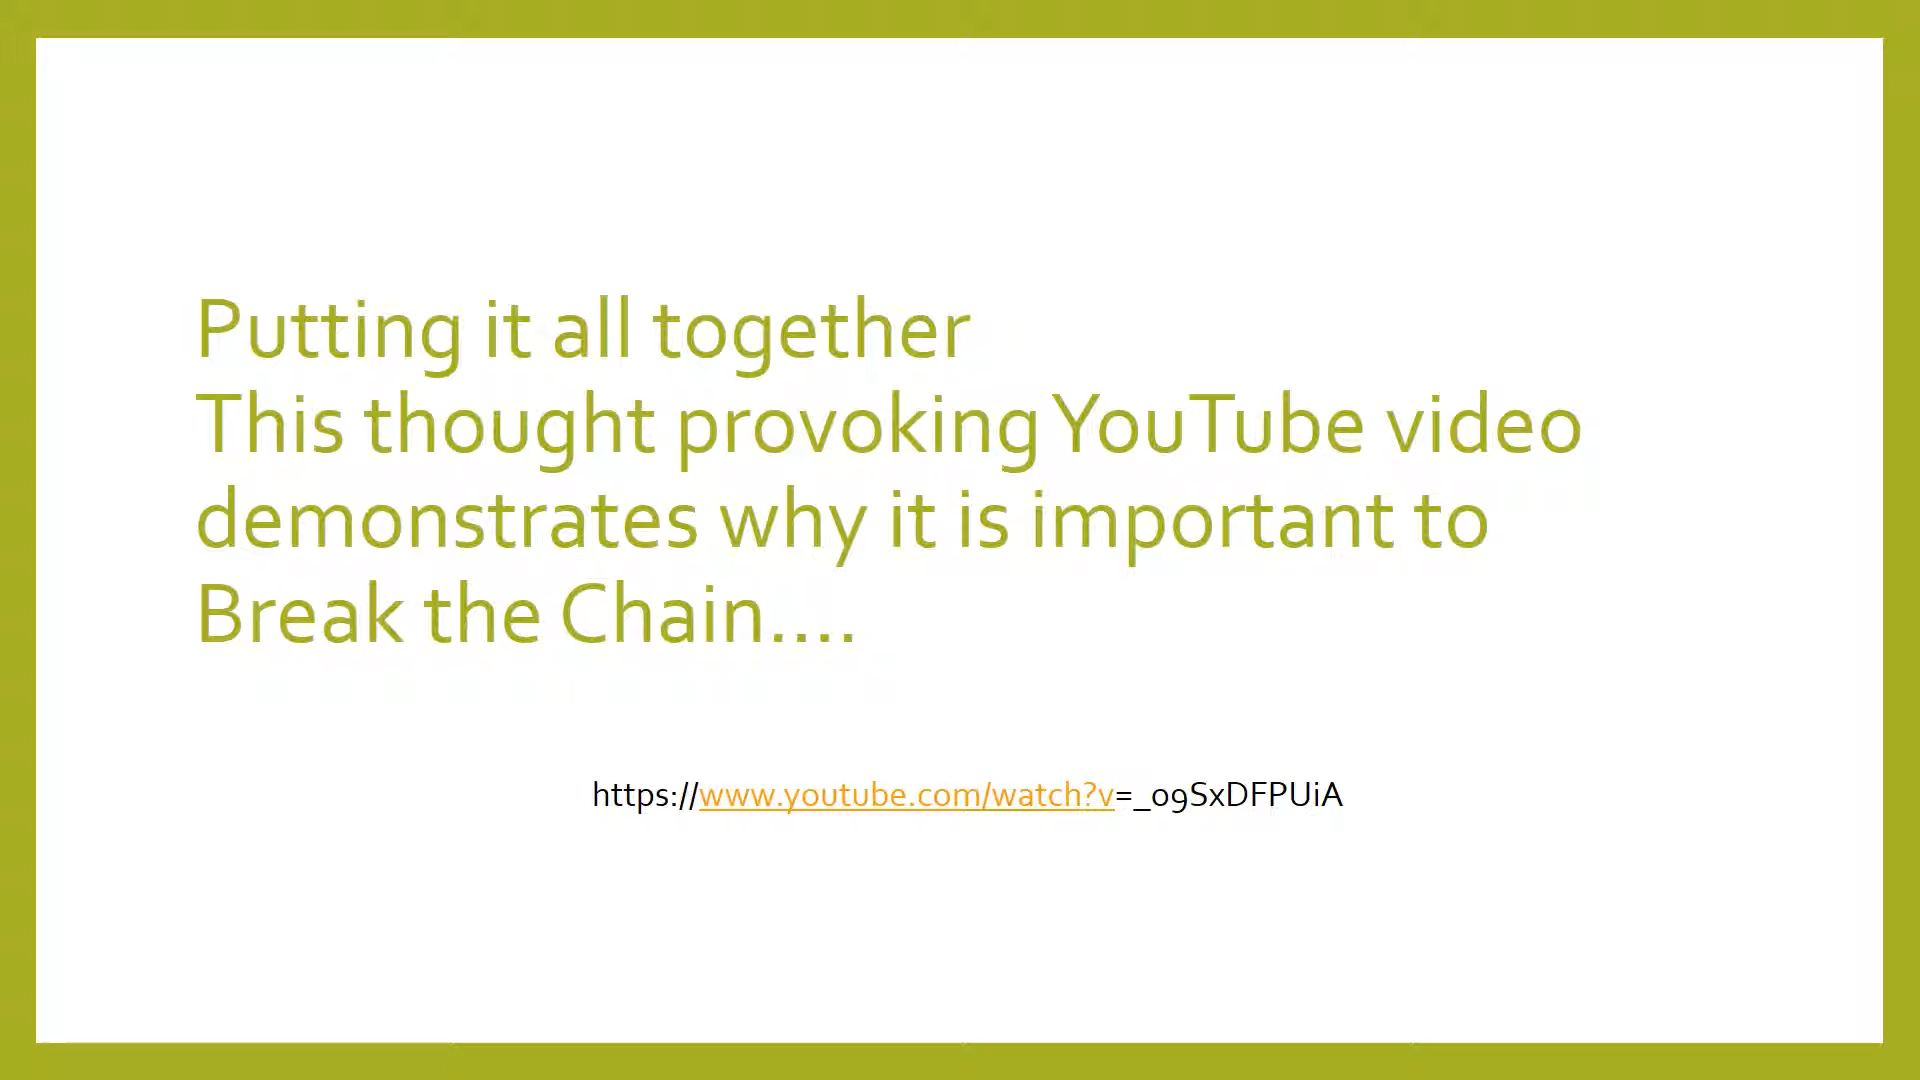 Putting it all together
This thought provoking YouTube video
demonstrates why it is important to
Break the Chain....
https://www.youtube.com/watch?v=_o9SxDFPUiA